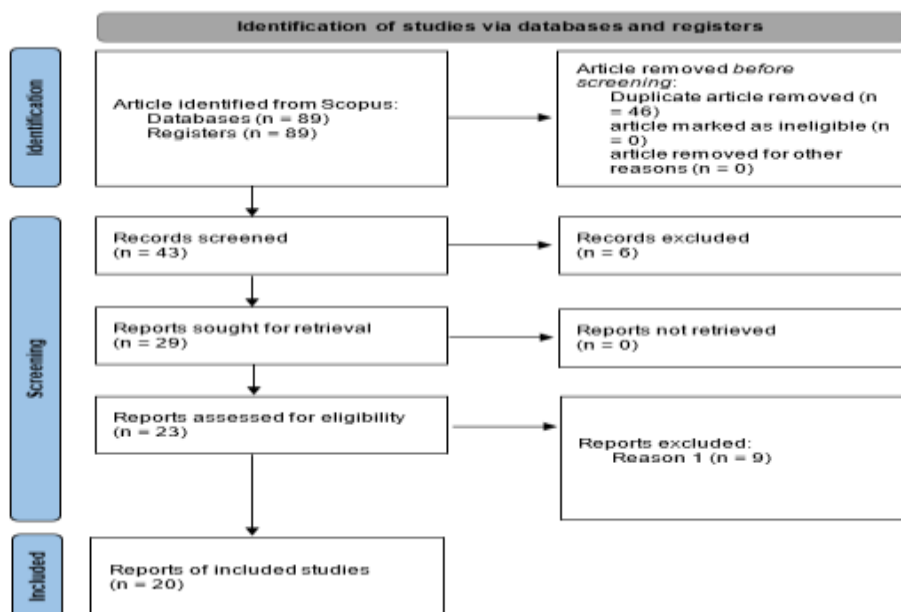 Identification of studies via databases and registers
Identification
Article identified from Scopus:
Databases (n = 89)
Registers (n = 89)
Article removed before
screening:
Duplicate article removed (n
= 46)
article marked as ineligible (n
= 0)
article removed for other
reasons (n = 0)
Screening
Records screened
(n = 43)
Records excluded
(n = 6)
Reports sought for retrieval
(n = 29)
Reports not retrieved
(n = 0)
Reports assessed for eligibility
(n = 23)
Reports excluded:
Reason 1 (n = 9)
Included
Reports of included studies
(n = 20)